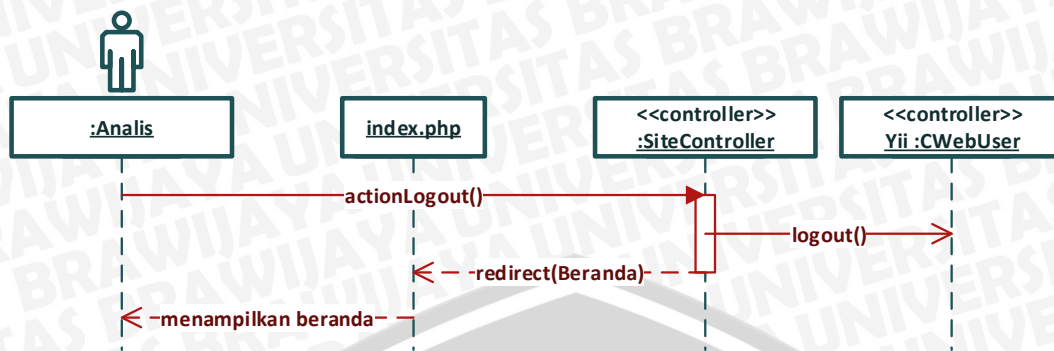 :Analis
index.php
<<controller>>
:SiteController
<<controller>>
Yii :CWebUser
actionLogout()
logout()
redirect(Beranda)
menampilkan beranda